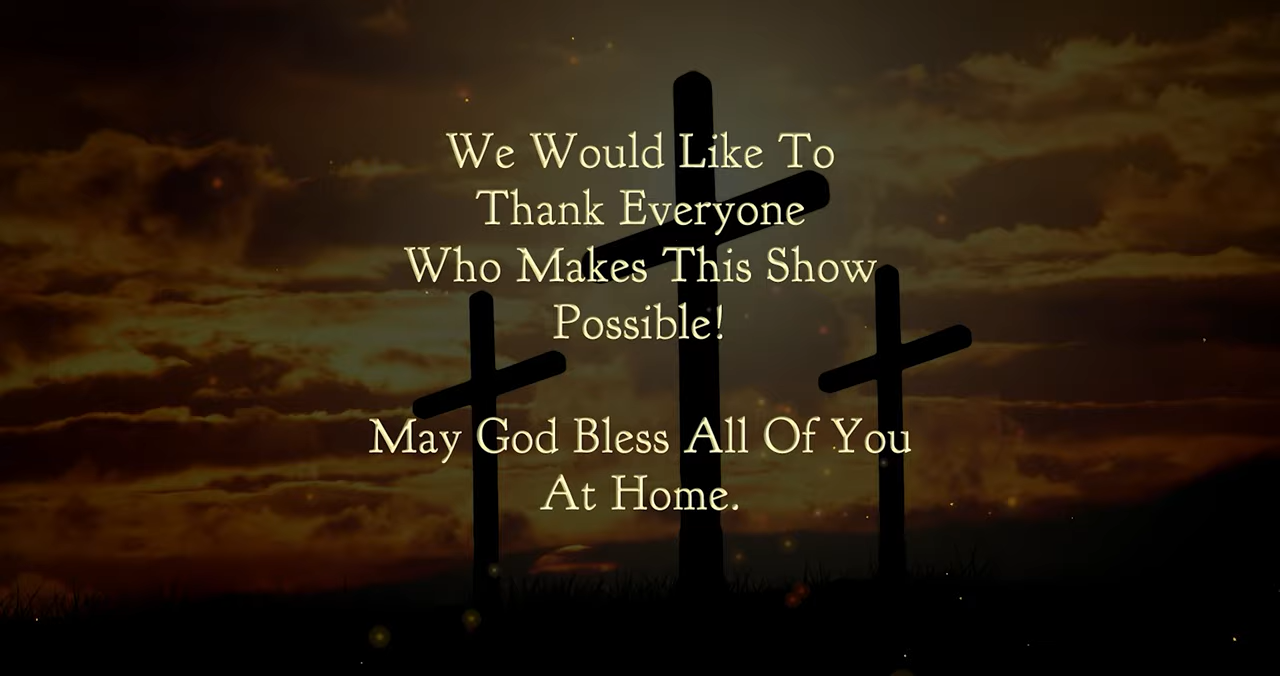 We Would Like To
Thank Everyone
Who Makes This Show
Possible!
May God Bless All Of You
At Home.